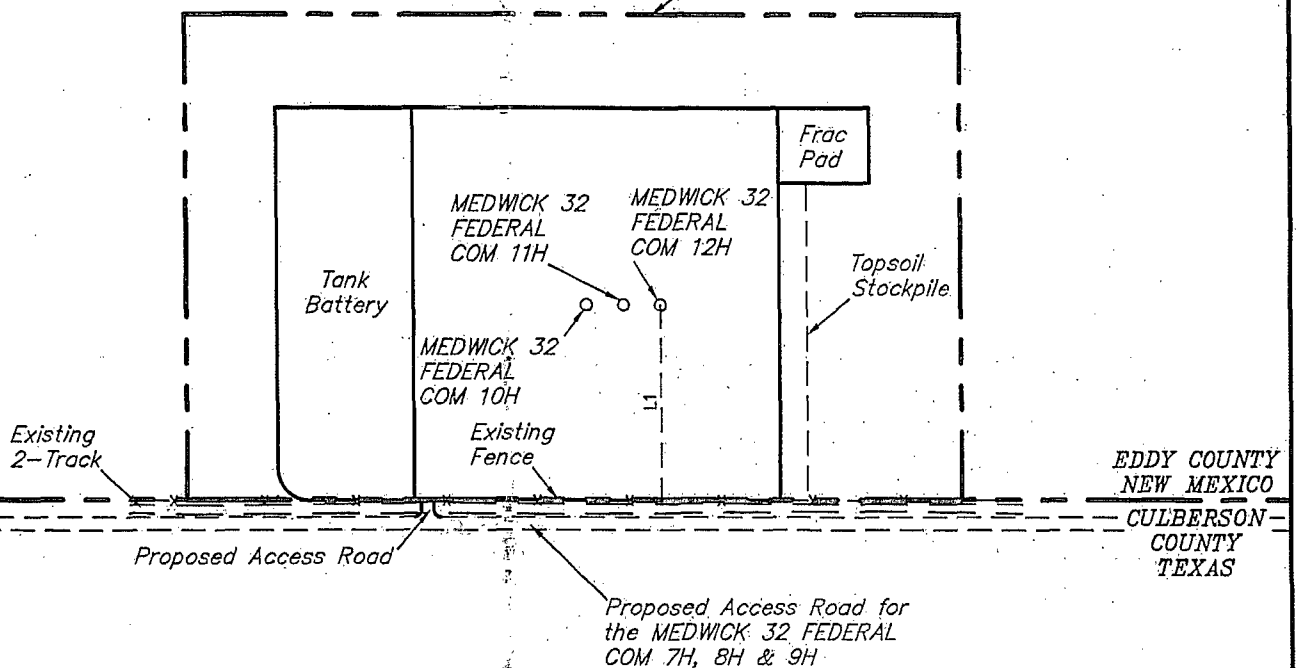 Frac
Pad
MEDWICK 32
FEDERAL
COM 11H
MEDWICK 32
FEDERAL
COM 12H
Tank
Battery
Topsoil
Stockpile
MEDWICK 32
FEDERAL
COM 10H
L1
Existing
2-Track
Existing
Fence
EDDY COUNTY
NEW MEXICO
CULBERSON
COUNTY
TEXAS
Proposed Access Road
Proposed Access Road for
the MEDWICK 32 FEDERAL
COM 7H, 8H & 9H